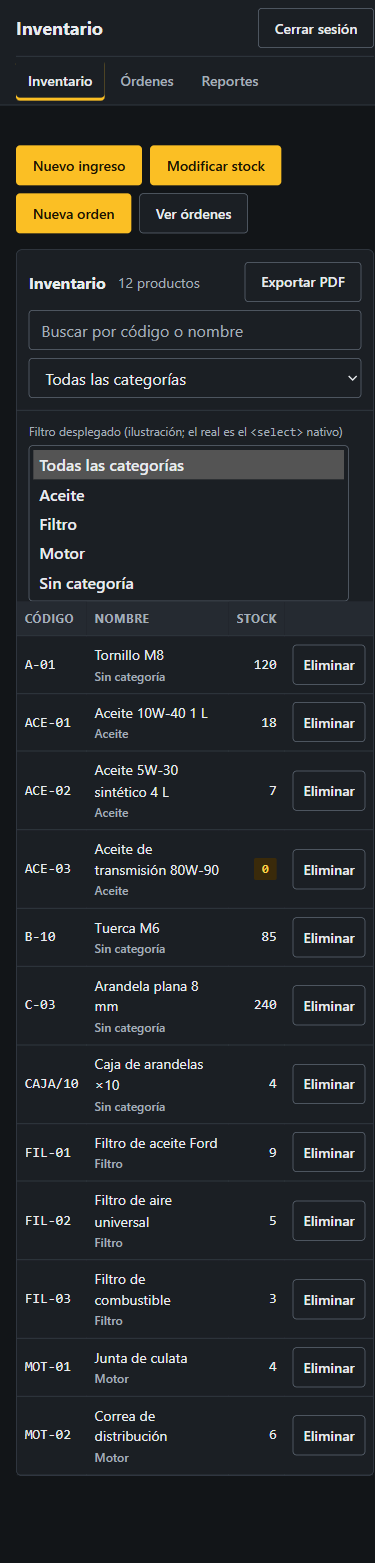 Inventario
Cerrar sesión
Inventario Órdenes Reportes
Nuevo ingreso Modificar stock
Nueva orden Ver órdenes
Inventario 12 productos Exportar PDF
Buscar por código o nombre
Todas las categorías
Filtro desplegado (ilustración; el real es el <select> nativo)
Todas las categorías
Aceite
Filtro
Motor
Sin categoría
CÓDIGO NOMBRE STOCK
A-01 Tornillo M8 120 Eliminar
Sin categoría
ACE-01 Aceite 10W-40 1 L 18 Eliminar
Aceite
ACE-02 Aceite 5W-30
sintético 4 L 7 Eliminar
Aceite
ACE-03 Aceite de
transmisión 80W-90 0 Eliminar
Aceite
B-10 Tuerca M6 85 Eliminar
Sin categoría
C-03 Arandela plana 8
mm 240 Eliminar
Sin categoría
CAJA/10 Caja de arandelas
×10 4 Eliminar
Sin categoría
FIL-01 Filtro de aceite Ford 9 Eliminar
Filtro
FIL-02 Filtro de aire
universal 5 Eliminar
Filtro
FIL-03 Filtro de
combustible 3 Eliminar
Filtro
MOT-01 Junta de culata 4 Eliminar
Motor
MOT-02 Correa de
distribución 6 Eliminar
Motor